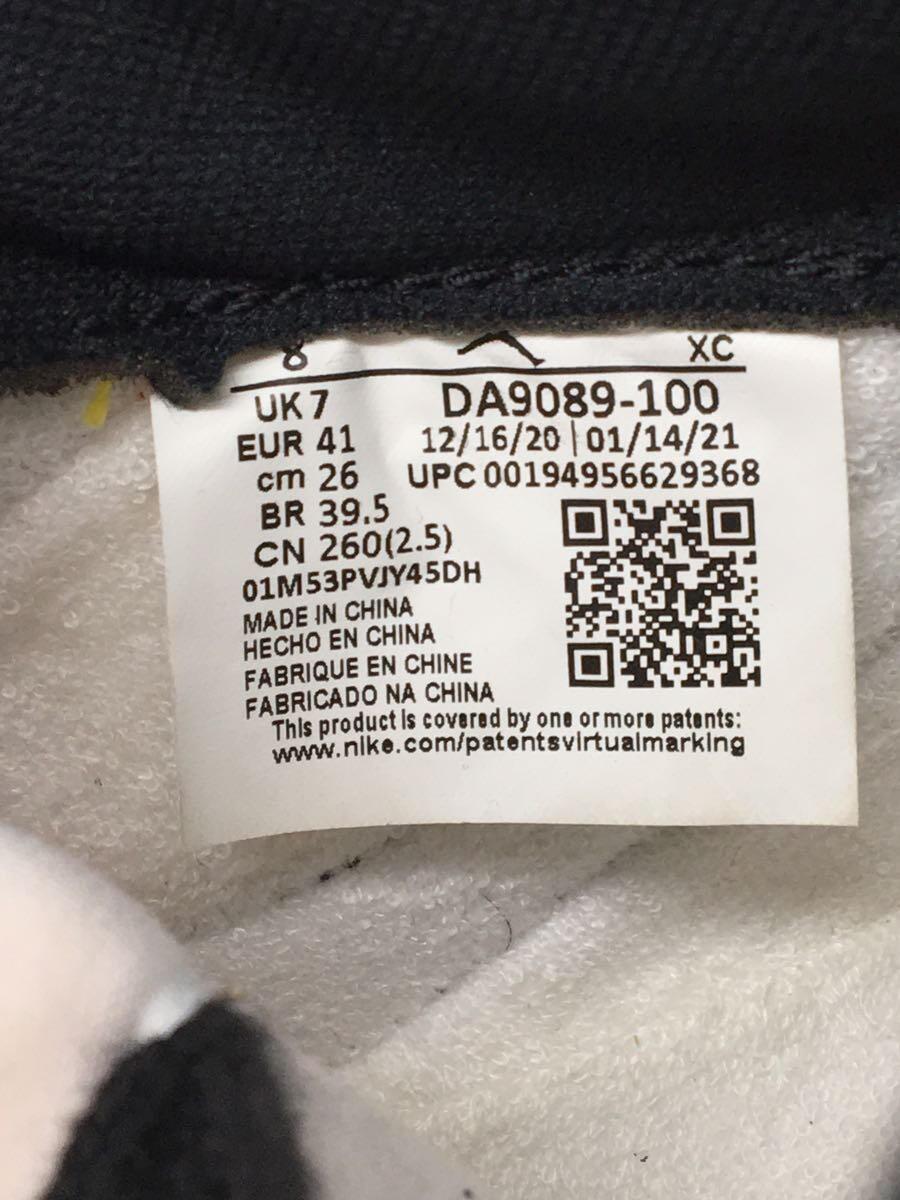 8 XC
UK 7 DA9089-100
EUR 41 12/16/20 | 01/14/21
cm 26 UPC 00194956629368
BR 39.5
CN 260(2.5)
01M53PVJY45DH
MADE IN CHINA
HECHO EN CHINA
FABRIQUE EN CHINE
FABRICADO NA CHINA
This product is covered by one or more patents:
www.nike.com/patentsvirtualmarking